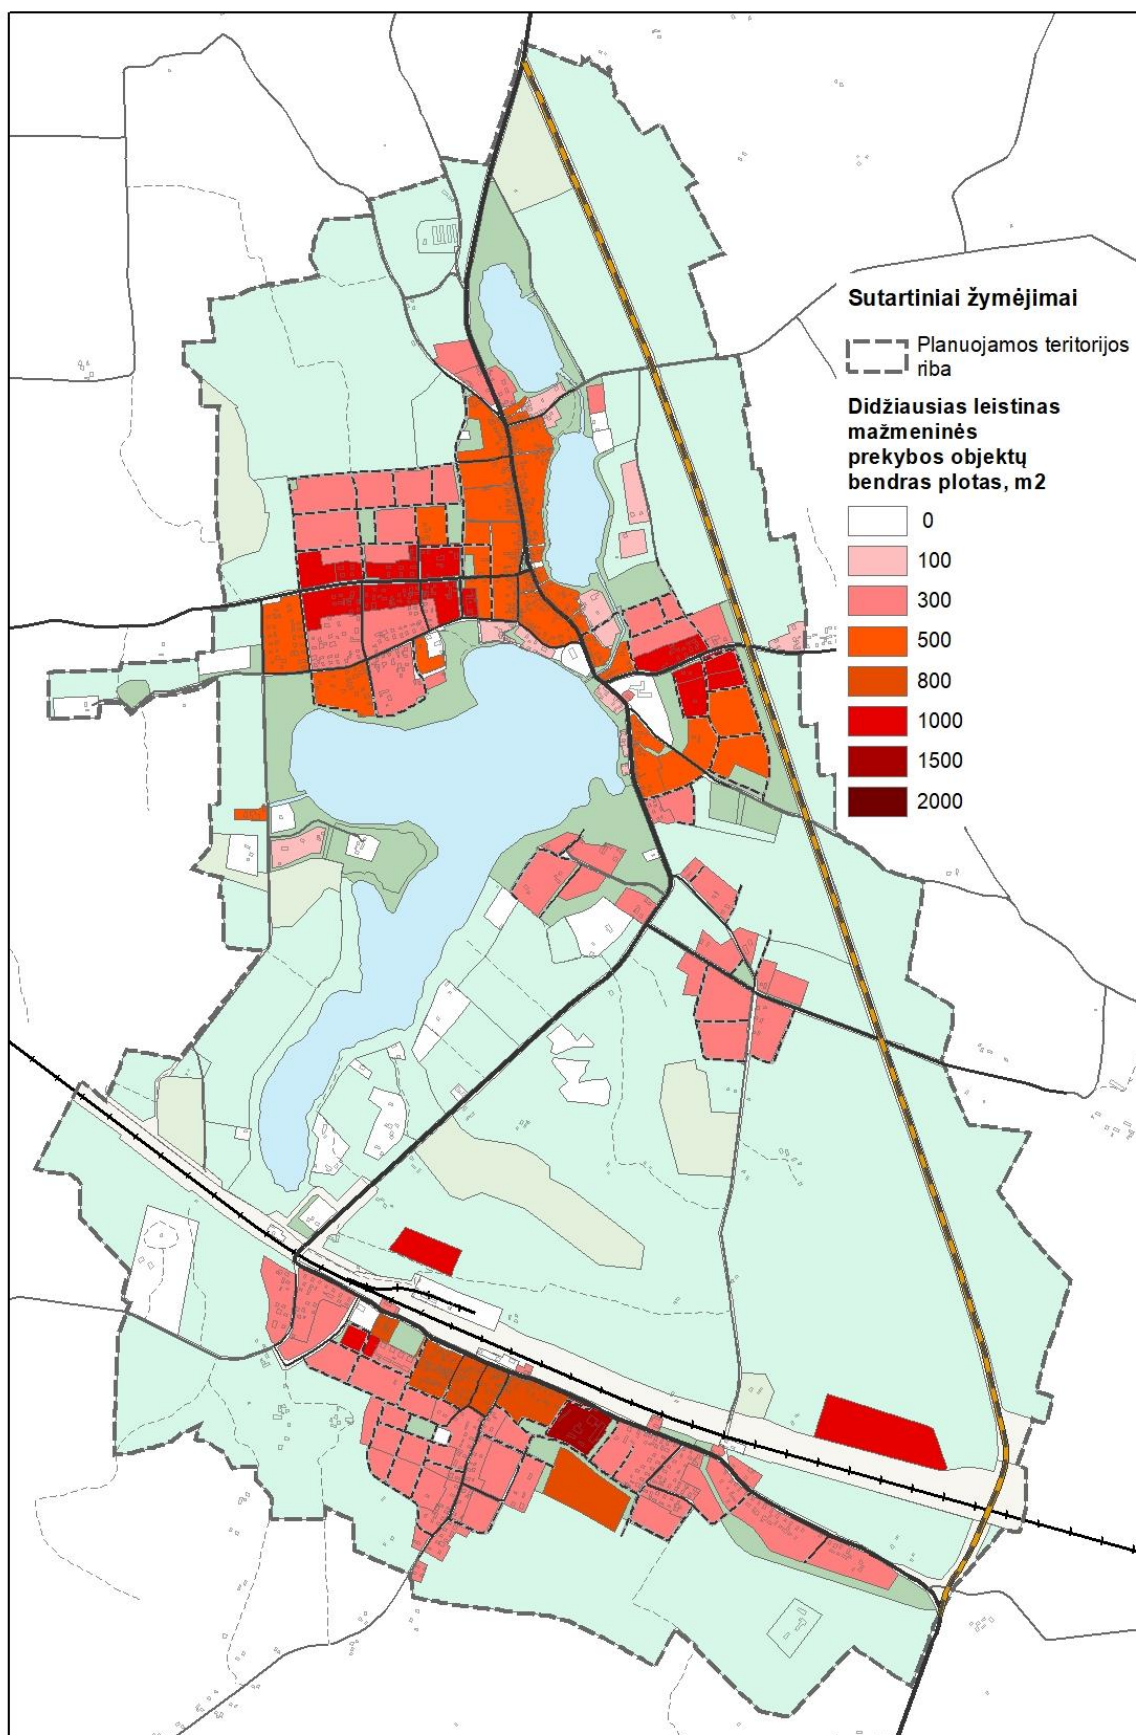 Sutartiniai žymėjimai
Planuojamos teritorijos
riba
Didžiausias leistinas
mažmeninės
prekybos objektų
bendras plotas, m2
0
100
300
500
800
1000
1500
2000